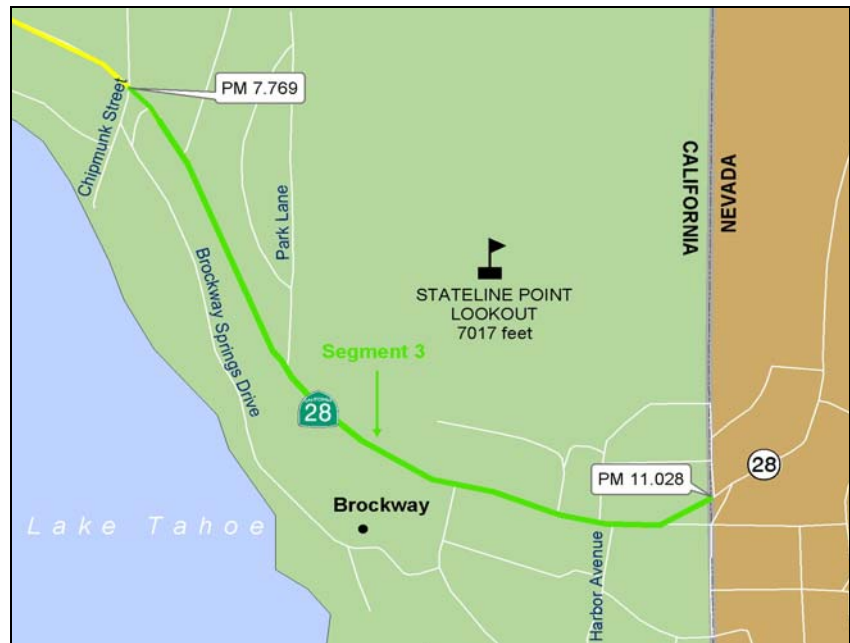 PM 7.769
Chipmunk Street
Park Lane
CALIFORNIA
NEVADA
Brockway Springs Drive
STATELINE POINT
LOOKOUT
7017 feet
Segment 3
CALIFORNIA
28
28
PM 11.028
Brockway
Lake Tahoe
Harbor Avenue